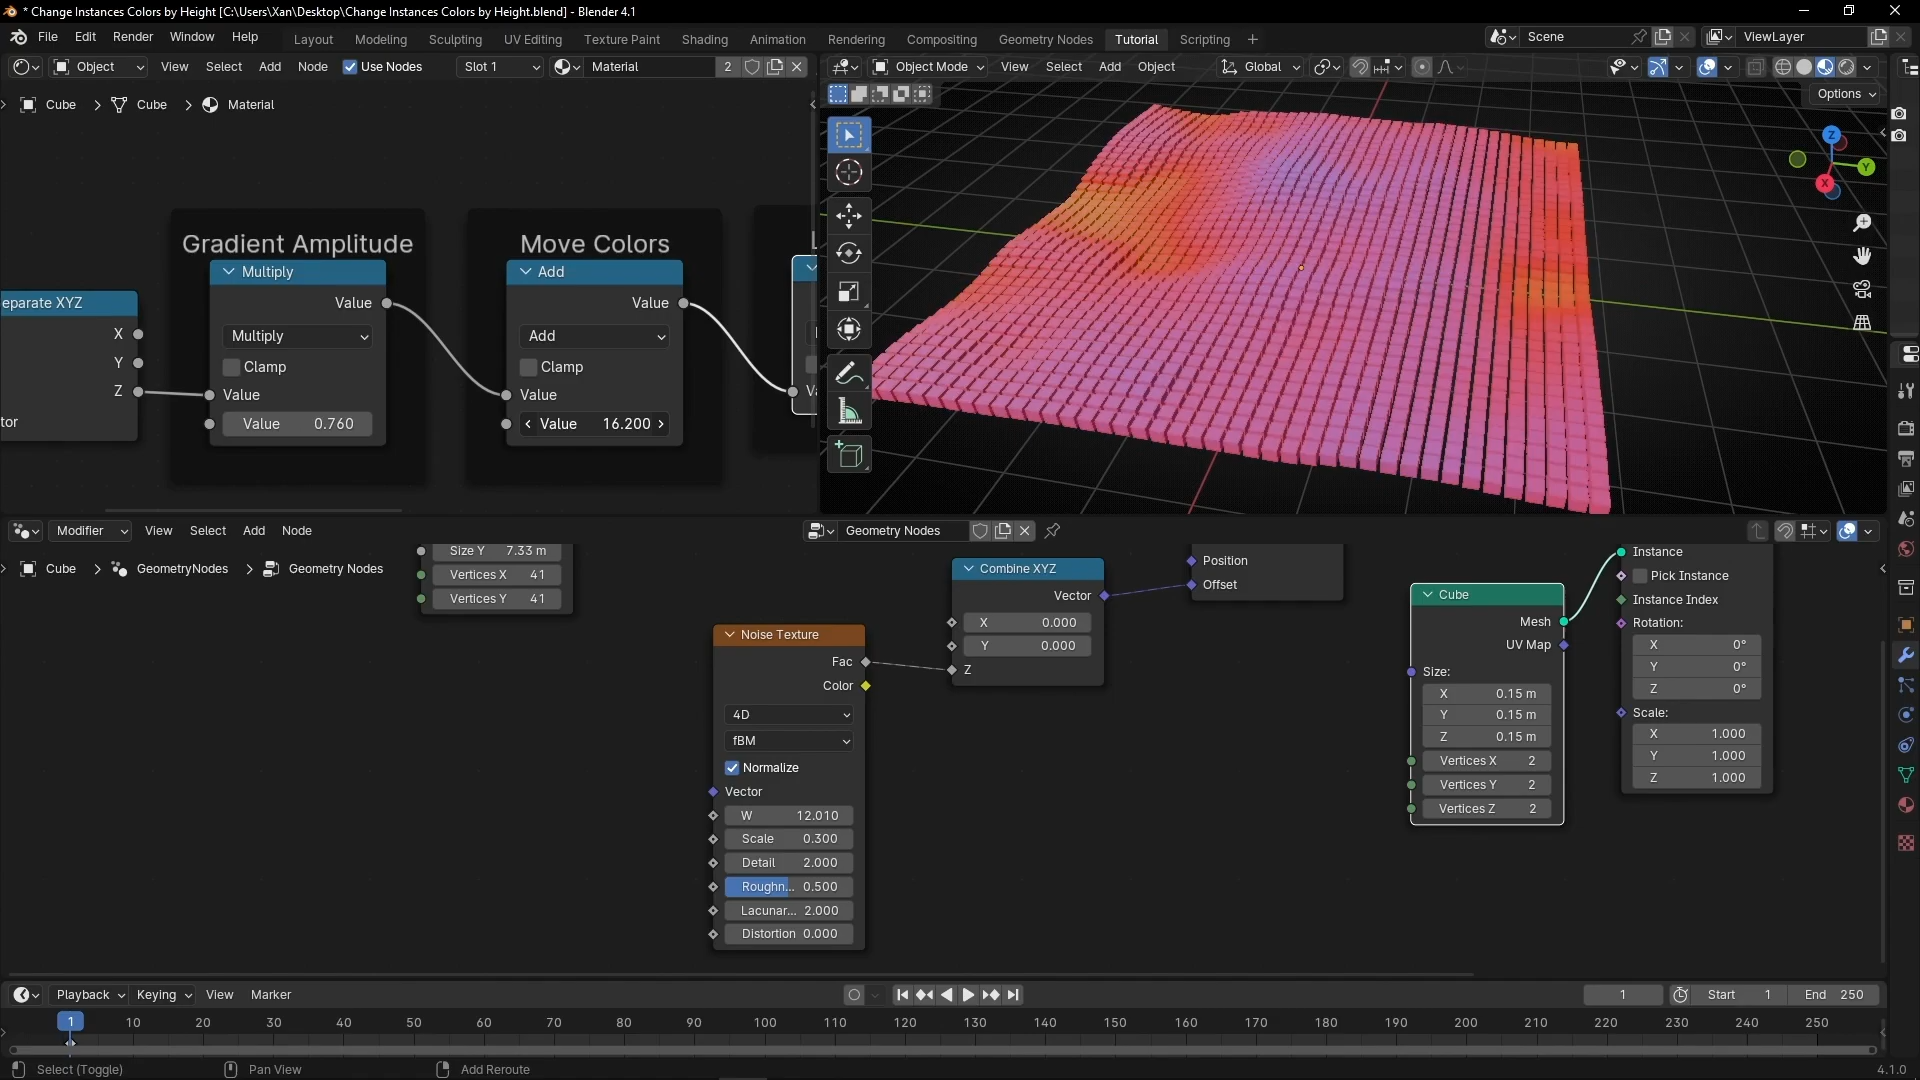 * Change Instances Colors by Height [C:\Users\Xan\Desktop\Change Instances Colors by Height.blend] - Blender 4.1
File Edit Render Window Help Layout Modeling Sculpting UV Editing Texture Paint Shading Animation Rendering Compositing Geometry Nodes Tutorial Scripting + Scene ViewLayer
Object View Select Add Node Use Nodes Slot 1 Material 2
Object Mode View Select Add Object Global
Options
Cube > Cube > Material
Gradient Amplitude
Move Colors
eparate XYZ
X
Y
Z
tor
Multiply
Value
Multiply
Clamp
Value
Value 0.760
Add
Value
Add
Clamp
Value
Value 16.200
Z
Y
X
Modifier View Select Add Node Geometry Nodes
Cube > GeometryNodes > Geometry Nodes
Size Y 7.33 m
Vertices X 41
Vertices Y 41
Noise Texture
Fac
Color
4D
fBM
Normalize
Vector
W 12.010
Scale 0.300
Detail 2.000
Roughn... 0.500
Lacunar... 2.000
Distortion 0.000
Combine XYZ
Vector
X 0.000
Y 0.000
Z
Position
Offset
Cube
Mesh
UV Map
Size:
X 0.15 m
Y 0.15 m
Z 0.15 m
Vertices X 2
Vertices Y 2
Vertices Z 2
Instance
Pick Instance
Instance Index
Rotation:
X 0°
Y 0°
Z 0°
Scale:
X 1.000
Y 1.000
Z 1.000
Playback Keying View Marker 1 Start 1 End 250
1 10 20 30 40 50 60 70 80 90 100 110 120 130 140 150 160 170 180 190 200 210 220 230 240 250
Select (Toggle) Pan View Add Reroute 4.1.0